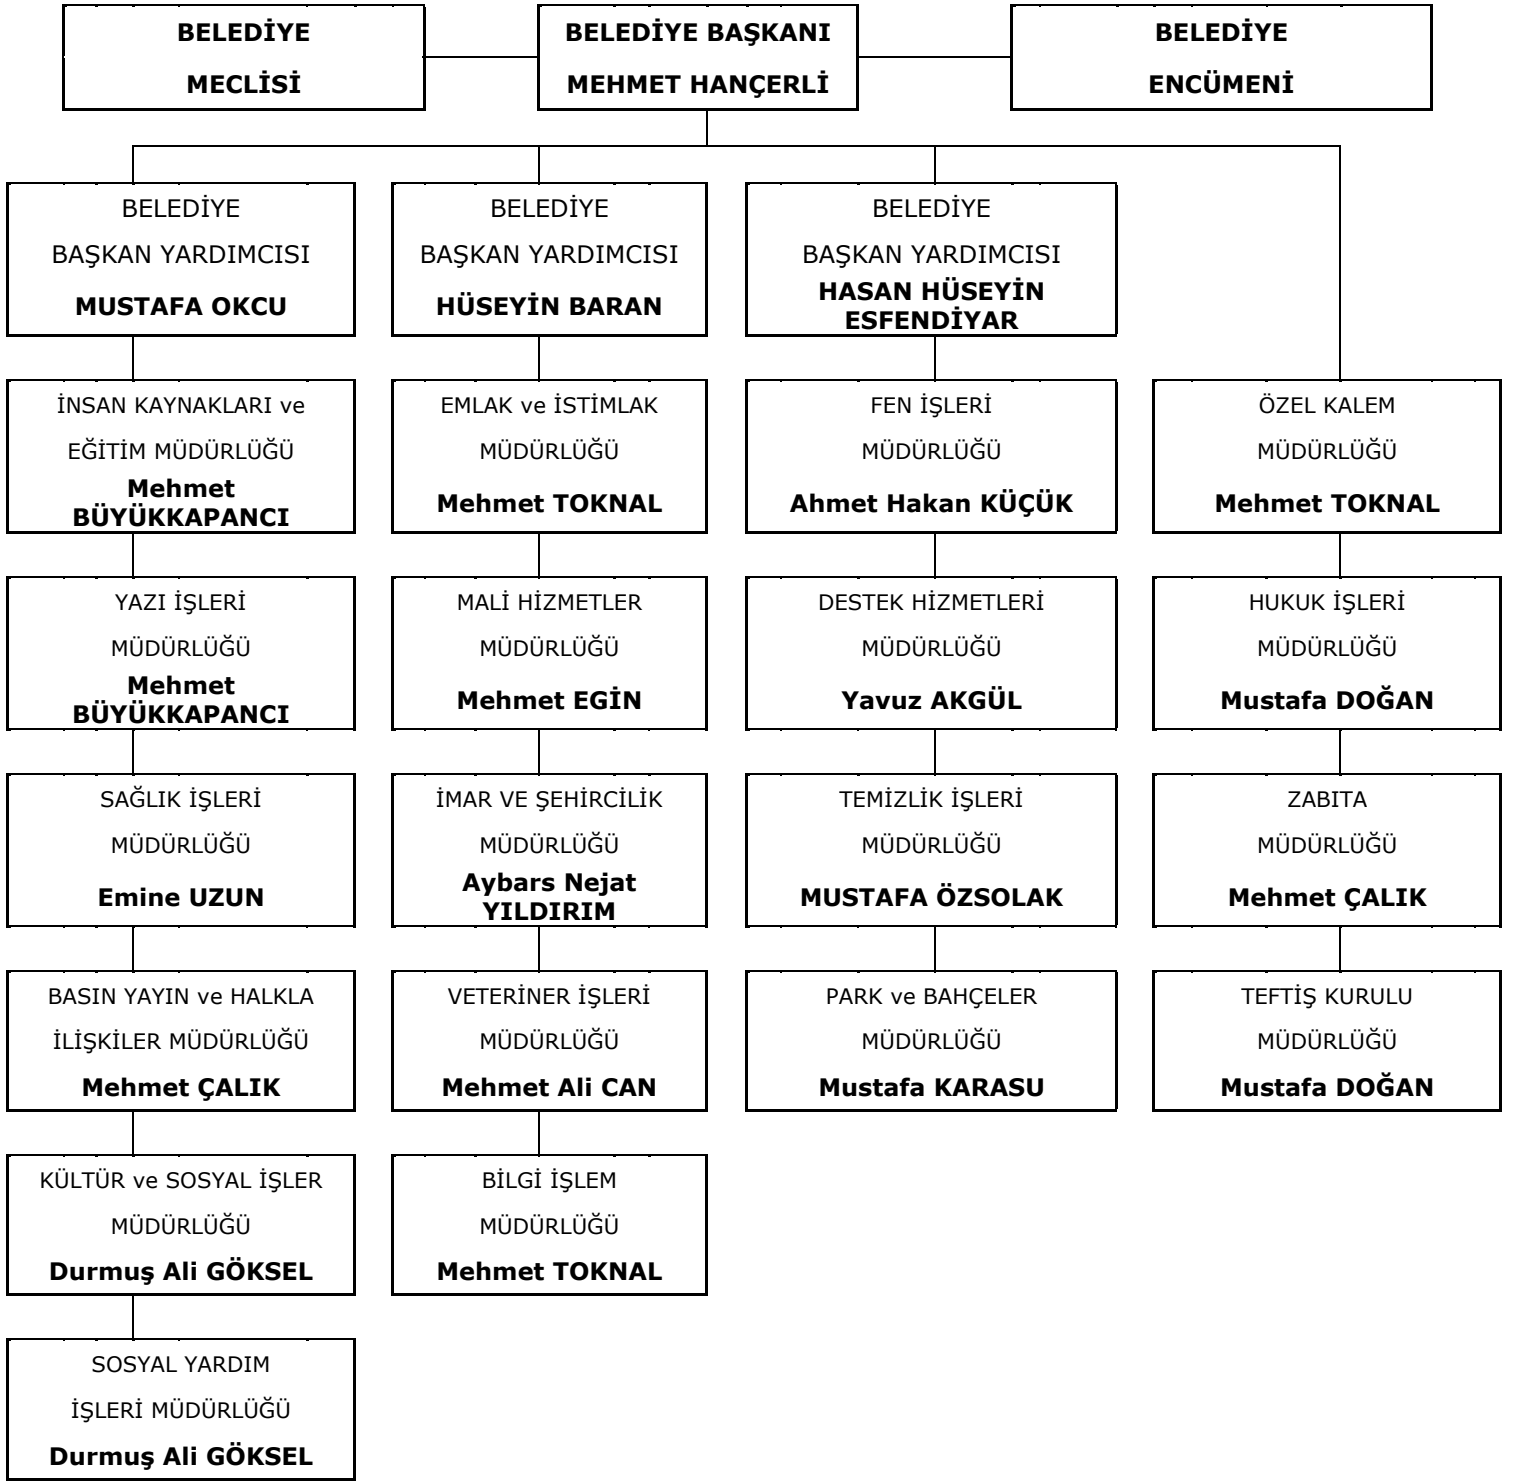 BELEDİYE
MECLİSİ
BELEDİYE BAŞKANI
MEHMET HANÇERLİ
BELEDİYE
ENCÜMENİ
BELEDİYE
BAŞKAN YARDIMCISI
MUSTAFA OKCU
BELEDİYE
BAŞKAN YARDIMCISI
HÜSEYİN BARAN
BELEDİYE
BAŞKAN YARDIMCISI
HASAN HÜSEYİN
ESFENDİYAR
İNSAN KAYNAKLARI ve
EĞİTİM MÜDÜRLÜĞÜ
Mehmet
BÜYÜKKAPANCI
EMLAK ve İSTİMLAK
MÜDÜRLÜĞÜ
Mehmet TOKNAL
FEN İŞLERİ
MÜDÜRLÜĞÜ
Ahmet Hakan KÜÇÜK
ÖZEL KALEM
MÜDÜRLÜĞÜ
Mehmet TOKNAL
YAZI İŞLERİ
MÜDÜRLÜĞÜ
Mehmet
BÜYÜKKAPANCI
MALİ HİZMETLER
MÜDÜRLÜĞÜ
Mehmet EGİN
DESTEK HİZMETLERİ
MÜDÜRLÜĞÜ
Yavuz AKGÜL
HUKUK İŞLERİ
MÜDÜRLÜĞÜ
Mustafa DOĞAN
SAĞLIK İŞLERİ
MÜDÜRLÜĞÜ
Emine UZUN
İMAR VE ŞEHİRCİLİK
MÜDÜRLÜĞÜ
Aybars Nejat
YILDIRIM
TEMİZLİK İŞLERİ
MÜDÜRLÜĞÜ
MUSTAFA ÖZSOLAK
ZABITA
MÜDÜRLÜĞÜ
Mehmet ÇALIK
BASIN YAYIN ve HALKLA
İLİŞKİLER MÜDÜRLÜĞÜ
Mehmet ÇALIK
VETERİNER İŞLERİ
MÜDÜRLÜĞÜ
Mehmet Ali CAN
PARK ve BAHÇELER
MÜDÜRLÜĞÜ
Mustafa KARASU
TEFTİŞ KURULU
MÜDÜRLÜĞÜ
Mustafa DOĞAN
KÜLTÜR ve SOSYAL İŞLER
MÜDÜRLÜĞÜ
Durmuş Ali GÖKSEL
BİLGİ İŞLEM
MÜDÜRLÜĞÜ
Mehmet TOKNAL
SOSYAL YARDIM
İŞLERİ MÜDÜRLÜĞÜ
Durmuş Ali GÖKSEL